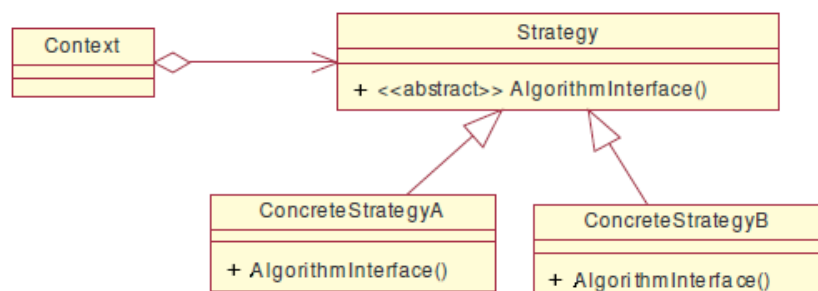 Context
Strategy
+ <<abstract>> AlgorithmInterface()
ConcreteStrategyA
+ AlgorithmInterface()
ConcreteStrategyB
+ AlgorithmInterface()